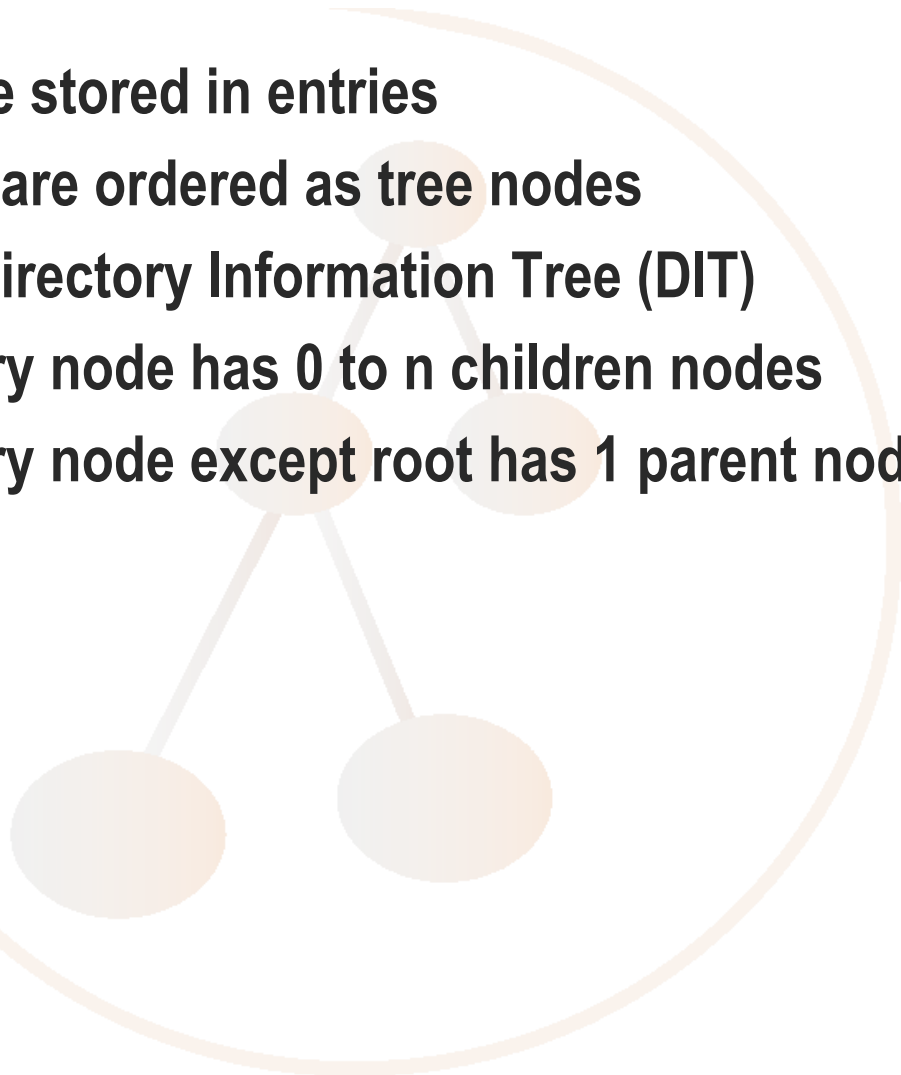 e stored in entries
are ordered as tree nodes
irectory Information Tree (DIT)
ry node has 0 to n children nodes
ry node except root has 1 parent nod